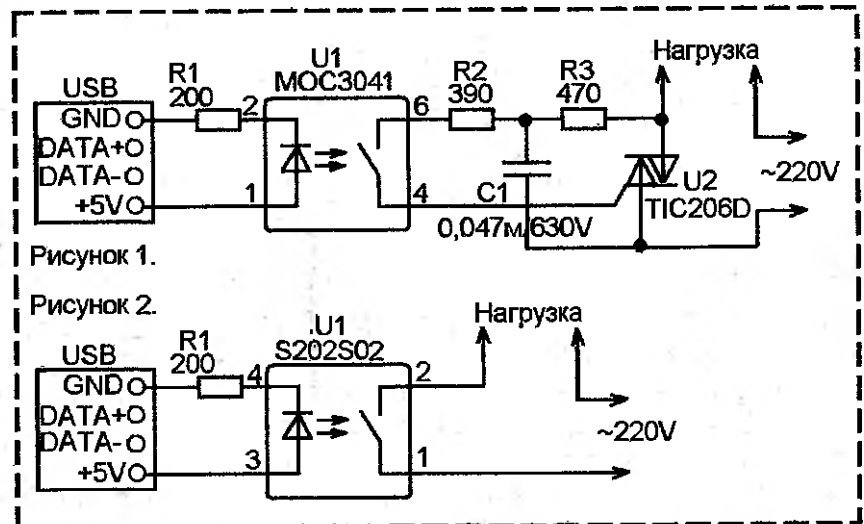 USB
GND
DATA+
DATA-
+5V
R1
200
2
1
U1
MOC3041
6
4
R2
390
R3
470
C1
0,047м/630V
Нагрузка
U2
TIC206D
~220V
Рисунок 1.
Рисунок 2.
USB
GND
DATA+
DATA-
+5V
R1
200
4
3
U1
S202S02
2
1
Нагрузка
~220V